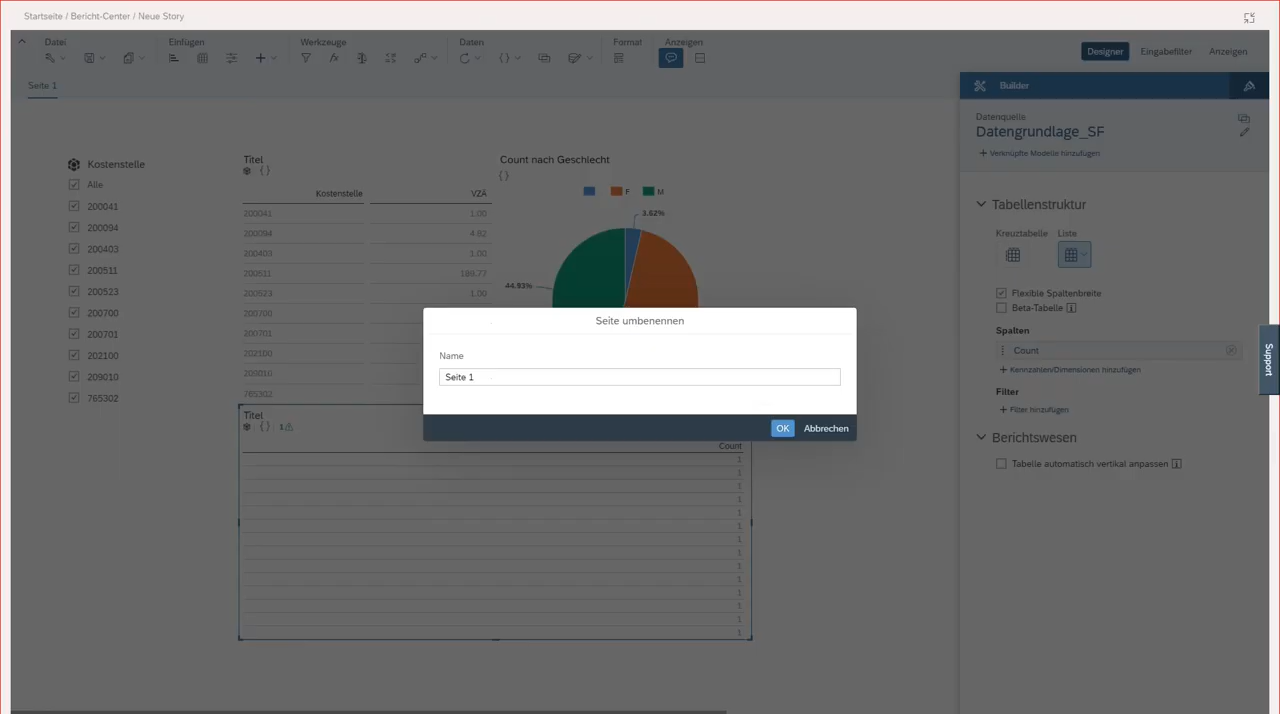 Startseite / Bericht-Center / Neue Story
Datei
Einfügen
Werkzeuge
Daten
Format
Anzeigen
Designer
Eingabefilter
Anzeigen
Seite 1
Builder
Datenquelle
Datengrundlage_SF
+ Verknüpfte Modelle hinzufügen
Kostenstelle
Alle
200041
200094
200403
200511
200523
200700
200701
202100
209010
765302
Titel
Kostenstelle VZÄ
200041 1.00
200094 4.82
200403 1.00
200511 189.77
200523 1.00
200700
200701
202100
209010
765302
Count nach Geschlecht
F
M
3.62%
44.93%
Seite umbenennen
Name
Seite 1
OK
Abbrechen
Titel
1
Count
1
1
1
1
1
1
1
1
1
1
1
1
1
1
Tabellenstruktur
Kreuztabelle
Liste
Flexible Spaltenbreite
Beta-Tabelle
Spalten
Count
+ Kennzahlen/Dimensionen hinzufügen
Filter
+ Filter hinzufügen
Berichtswesen
Tabelle automatisch vertikal anpassen
Support